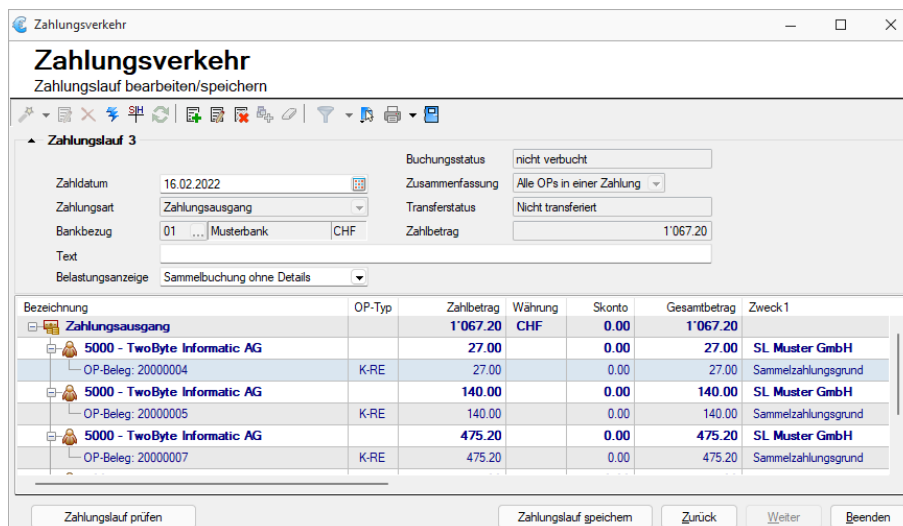 Zahlungsverkehr
Zahlungsverkehr
Zahlungslauf bearbeiten/speichern
Zahlungslauf 3
Buchungsstatus nicht verbucht
Zahldatum 16.02.2022 Zusammenfassung Alle OPs in einer Zahlung
Zahlungsart Zahlungsausgang Transferstatus Nicht transferiert
Bankbezug 01 ... Musterbank CHF Zahlbetrag 1'067.20
Text
Belastungsanzeige Sammelbuchung ohne Details
Bezeichnung OP-Typ Zahlbetrag Währung Skonto Gesamtbetrag Zweck1
Zahlungsausgang 1'067.20 CHF 0.00 1'067.20
5000 - TwoByte Informatic AG 27.00 0.00 27.00 SL Muster GmbH
OP-Beleg: 20000004 K-RE 27.00 0.00 27.00 Sammelzahlungsgrund
5000 - TwoByte Informatic AG 140.00 0.00 140.00 SL Muster GmbH
OP-Beleg: 20000005 K-RE 140.00 0.00 140.00 Sammelzahlungsgrund
5000 - TwoByte Informatic AG 475.20 0.00 475.20 SL Muster GmbH
OP-Beleg: 20000007 K-RE 475.20 0.00 475.20 Sammelzahlungsgrund
Zahlungslauf prüfen Zahlungslauf speichern Zurück Weiter Beenden